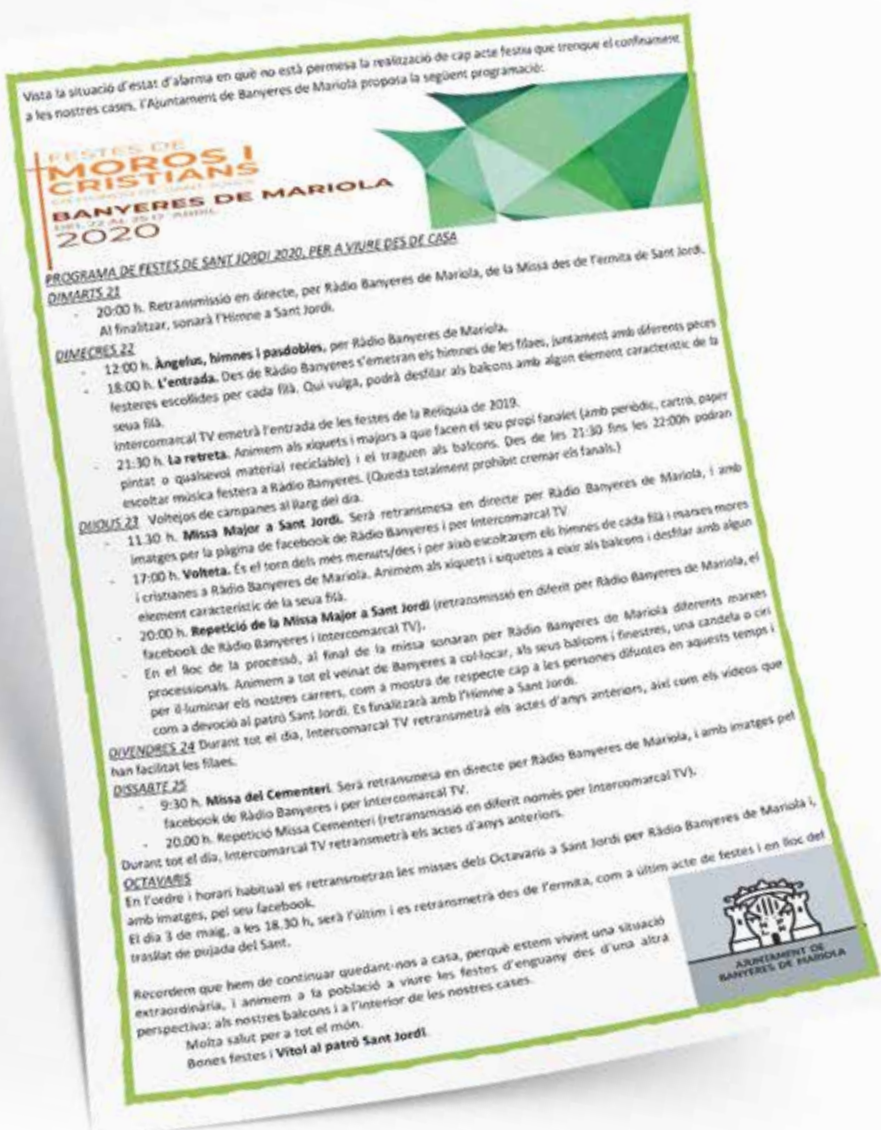 Vista la situació d'estat d'alarma en què no està permesa la realització de cap acte festiu que trenque el confinament
a les nostres cases, l'Ajuntament de Banyeres de Mariola proposa la següent programació:
FESTES DE
MOROS I
CRISTIANS
BANYERES DE MARIOLA
DEL 22 AL 25 D'ABRIL
2020
PROGRAMA DE FESTES DE SANT JORDI 2020, PER A VIURE DES DE CASA
DIMARTS 21
- 20:00 h. Retransmissió en directe, per Ràdio Banyeres de Mariola, de la Missa des de l'ermita de Sant Jordi.
Al finalitzar, sonarà l'Himne a Sant Jordi.
DIMECRES 22
- 12:00 h. Àngelus, himnes i pasdobles, per Ràdio Banyeres de Mariola.
- 18:00 h. L'entrada. Des de Ràdio Banyeres s'emetran els himnes de les filaes, juntament amb diferents peces
festeres escollides per cada filà. Qui vulga, podrà desfilar als balcons amb algun element característic de la
seua filà.
Intercomarcal TV emetrà l'entrada de les festes de la Relíquia de 2019.
- 21:30 h. La retreta. Animem als xiquets i majors a que facen el seu propi fanalet (amb periòdic, cartró, paper
pintat o qualsevol material reciclable) i el traguen als balcons. Des de les 21:30 fins les 22:00h podran
escoltar música festera a Ràdio Banyeres. (Queda totalment prohibit cremar els fanals.)
DIJOUS 23 Voltejos de campanes al llarg del dia.
- 11.30 h. Missa Major a Sant Jordi. Serà retransmesa en directe per Ràdio Banyeres de Mariola, i amb
imatges per la pàgina de facebook de Ràdio Banyeres i per Intercomarcal TV.
- 17:00 h. Volteta. És el torn dels més menuts/des i per això escoltarem els himnes de cada filà i marxes mores
i cristianes a Ràdio Banyeres de Mariola. Animem als xiquets i siquetos a eixir als balcons i desfilar amb algun
element característic de la seua filà.
- 20:00 h. Repetició de la Missa Major a Sant Jordi (retransmissió en diferit per Ràdio Banyeres de Mariola, el
facebook de Ràdio Banyeres i Intercomarcal TV).
- En el lloc de la processó, al final de la missa sonaran per Ràdio Banyeres de Mariola diferents marxes
processionals. Animem a tot el veïnat de Banyeres a col·locar, als seus balcons i finestres, una candela o ciri
per il·luminar els nostres carrers, com a mostra de respecte cap a les persones difuntes en aquests temps i
com a devoció al patró Sant Jordi. Es finalitzarà amb l'Himne a Sant Jordi.
DIVENDRES 24 Durant tot el dia, Intercomarcal TV retransmetrà els actes d'anys anteriors, així com els vídeos que
han facilitat les filaes.
DISSABTE 25
- 9:30 h. Missa del Cementeri. Serà retransmesa en directe per Ràdio Banyeres de Mariola, i amb imatges pel
facebook de Ràdio Banyeres i per Intercomarcal TV.
- 20.00 h. Repetició Missa Cementeri (retransmissió en diferit només per Intercomarcal TV).
Durant tot el dia, Intercomarcal TV retransmetrà els actes d'anys anteriors.
OCTAVARIS
En l'ordre i horari habitual es retransmetran les misses dels Octavaris a Sant Jordi per Ràdio Banyeres de Mariola i,
amb imatges, pel seu facebook.
El dia 3 de maig, a les 18.30 h, serà l'últim i es retransmetrà des de l'ermita, com a últim acte de festes i en lloc del
trasllat de pujada del Sant.
Recordem que hem de continuar quedant-nos a casa, perquè estem vivint una situació
extraordinària, i animem a la població a viure les festes d'enguany des d'una altra
perspectiva: als nostres balcons i a l'interior de les nostres cases.
Molta salut per a tot el món.
Bones festes i Vítol al patró Sant Jordi.
AJUNTAMENT DE
BANYERES DE MARIOLA